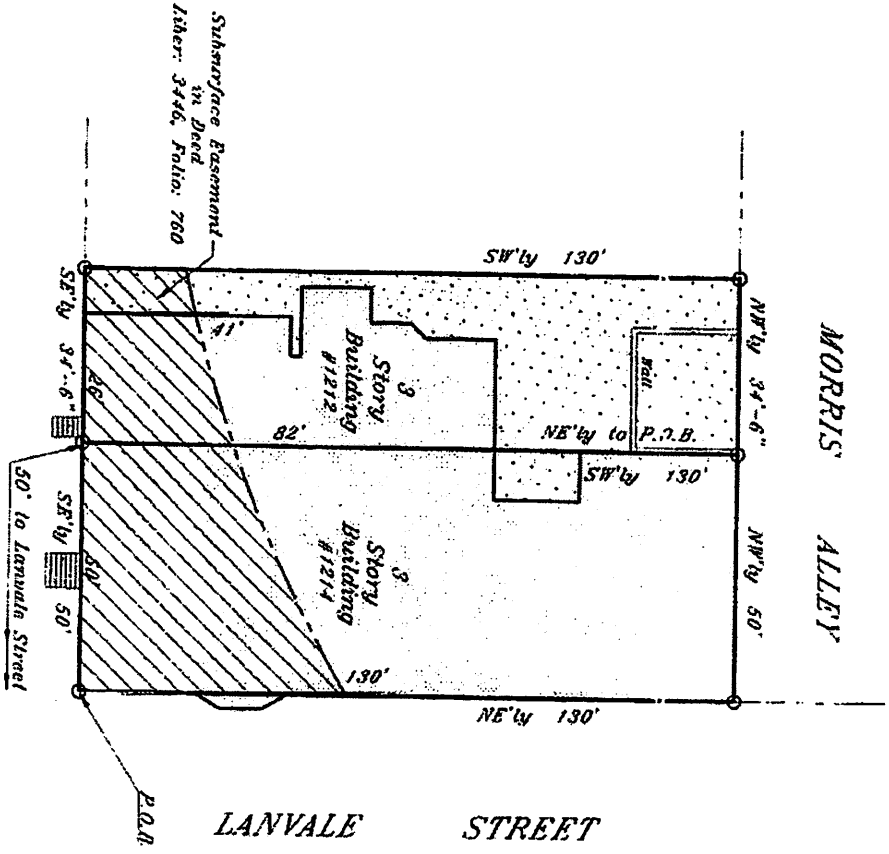 MORRIS ALLEY
Subsurface Easement
in Deed
Liber: 3446, Folio: 760
SW'ly 130'
NW'ly 34'-6"
Wall
SE'ly 34'-6"
41'
26'
3
Story
Building
#1212
82'
NE'ly to P.O.B.
SW'ly 130'
NW'ly 50'
SE'ly 50'
50'
50' to Lanvale Street
3
Story
Building
#1214
130'
NE'ly 130'
P.O.B.
LANVALE STREET